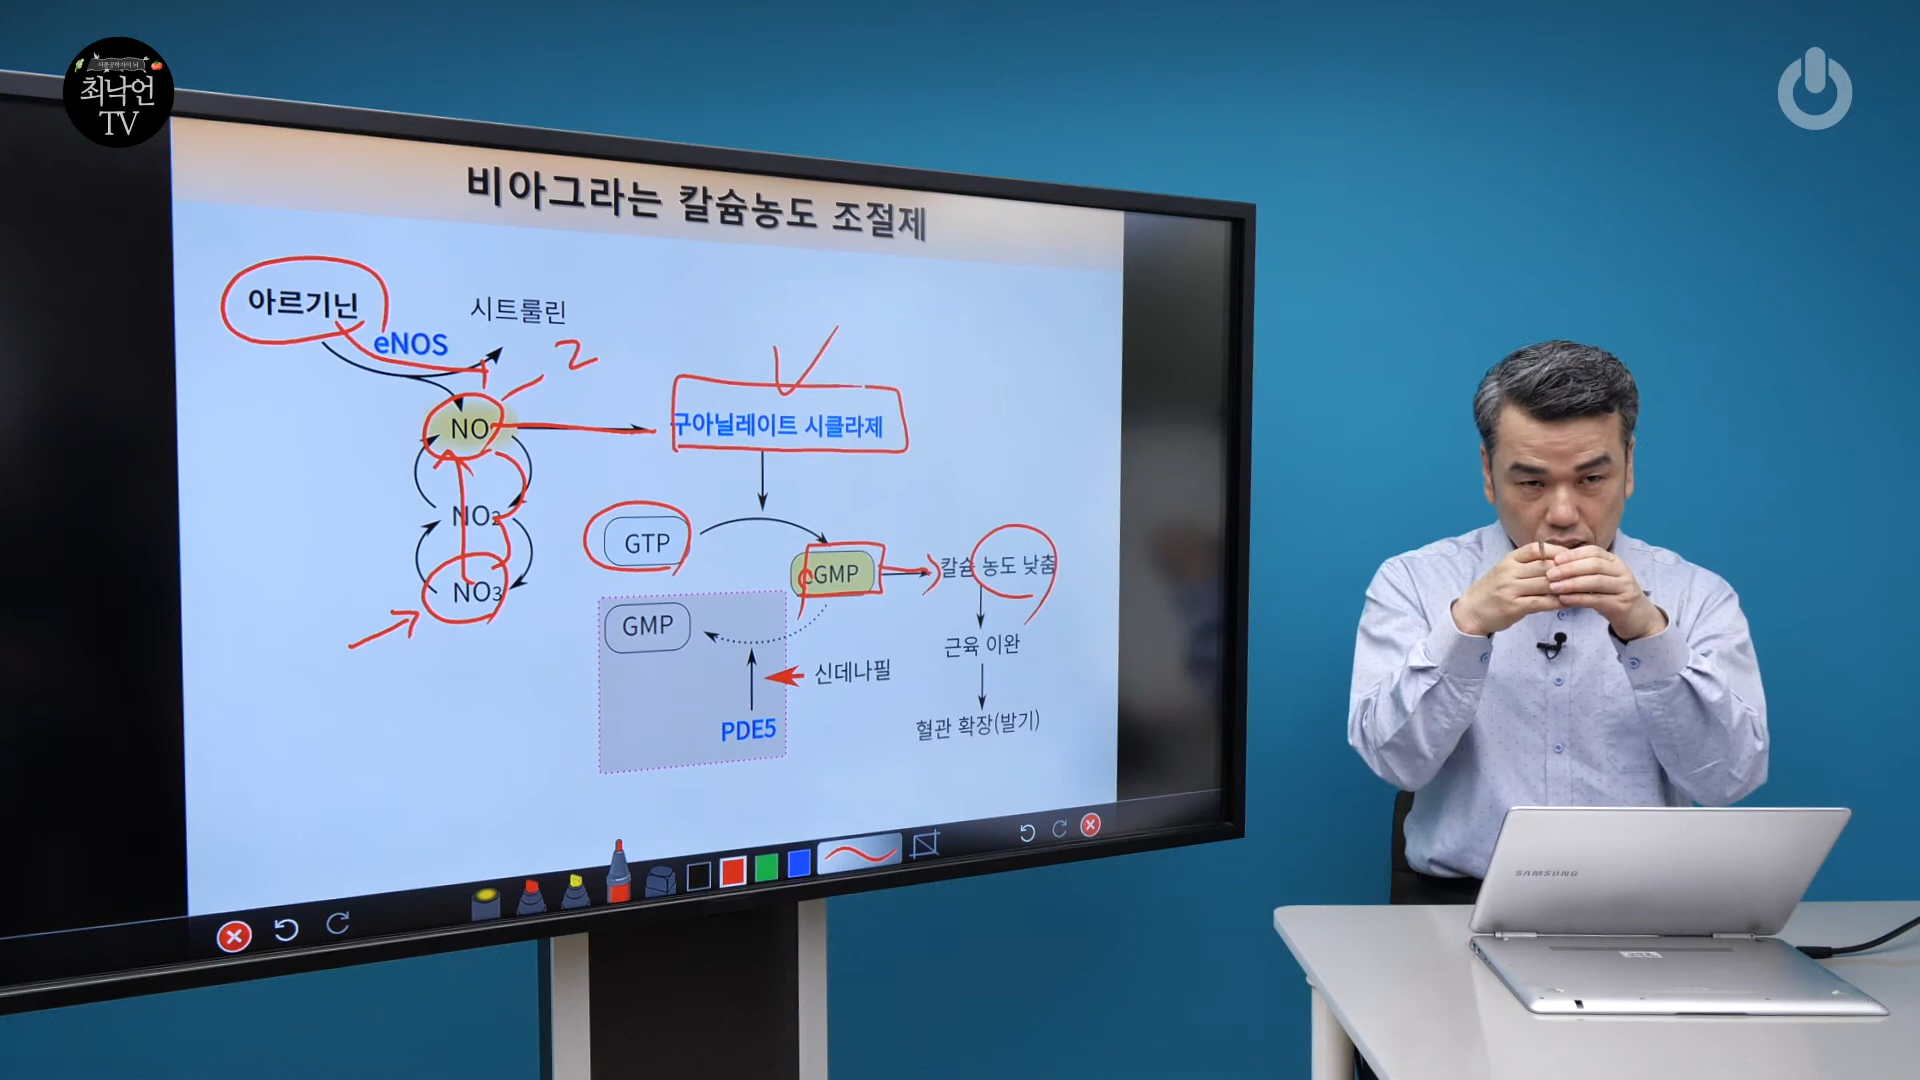 최낙언
TV
비아그라는 칼슘농도 조절제
아르기닌
시트룰린
eNOS
2
NO
구아닐레이트 시클라제
NO2
GTP
cGMP
칼슘 농도 낮춤
NO3
GMP
근육 이완
신데나필
PDE5
혈관 확장(발기)
SAMSUNG